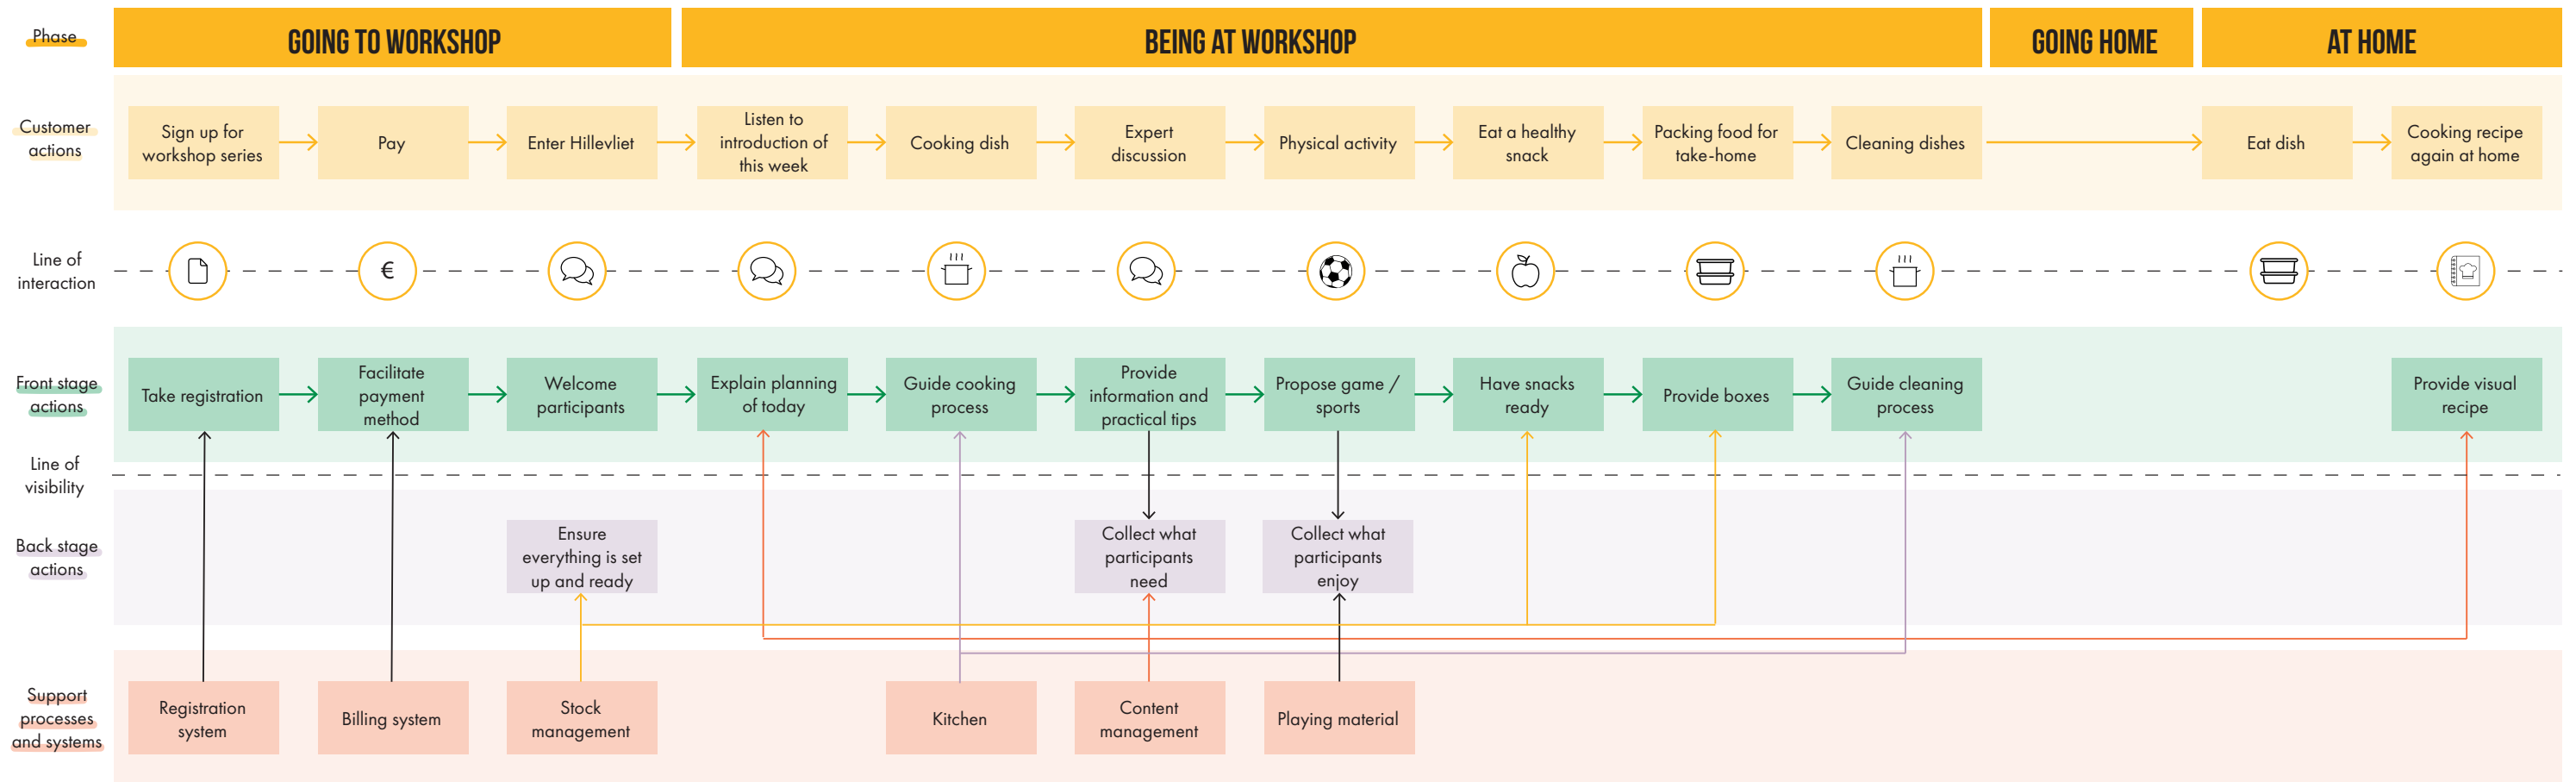 Phase
GOING TO WORKSHOP
BEING AT WORKSHOP
GOING HOME
AT HOME
Customer
actions
Sign up for
workshop series
Pay
Enter Hillevliet
Listen to
introduction of
this week
Cooking dish
Expert
discussion
Physical activity
Eat a healthy
snack
Packing food for
take-home
Cleaning dishes
Eat dish
Cooking recipe
again at home
Line of
interaction
€
Front stage
actions
Take registration
Facilitate
payment
method
Welcome
participants
Explain planning
of today
Guide cooking
process
Provide
information and
practical tips
Propose game /
sports
Have snacks
ready
Provide boxes
Guide cleaning
process
Provide visual
recipe
Line of
visibility
Back stage
actions
Ensure
everything is set
up and ready
Collect what
participants
need
Collect what
participants
enjoy
Support
processes
and systems
Registration
system
Billing system
Stock
management
Kitchen
Content
management
Playing material